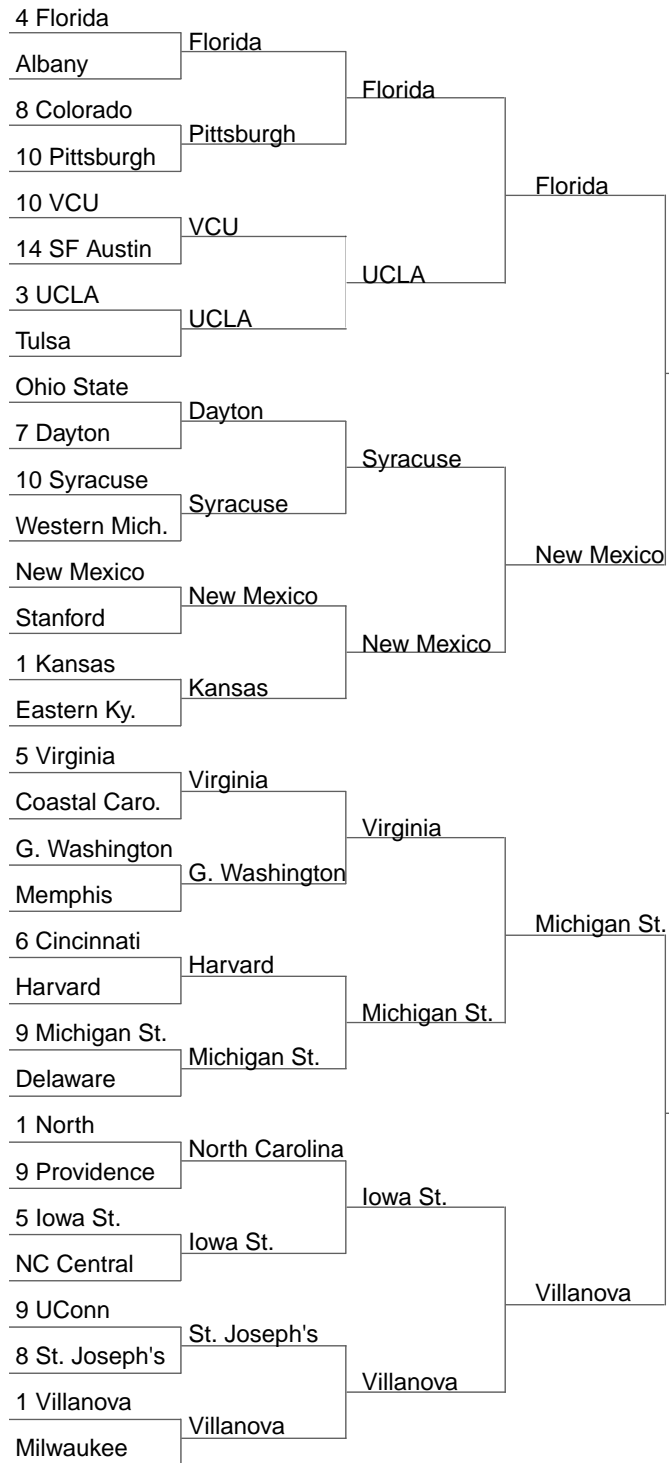 4 Florida
Florida
Albany
Florida
8 Colorado
Pittsburgh
10 Pittsburgh
Florida
10 VCU
VCU
14 SF Austin
UCLA
3 UCLA
UCLA
Tulsa
Ohio State
Dayton
7 Dayton
Syracuse
10 Syracuse
Syracuse
Western Mich.
New Mexico
New Mexico
New Mexico
Stanford
New Mexico
1 Kansas
Kansas
Eastern Ky.
5 Virginia
Virginia
Coastal Caro.
Virginia
G. Washington
G. Washington
Memphis
Michigan St.
6 Cincinnati
Harvard
Harvard
Michigan St.
9 Michigan St.
Michigan St.
Delaware
1 North
North Carolina
9 Providence
Iowa St.
5 Iowa St.
Iowa St.
NC Central
Villanova
9 UConn
St. Joseph's
8 St. Joseph's
Villanova
1 Villanova
Villanova
Milwaukee